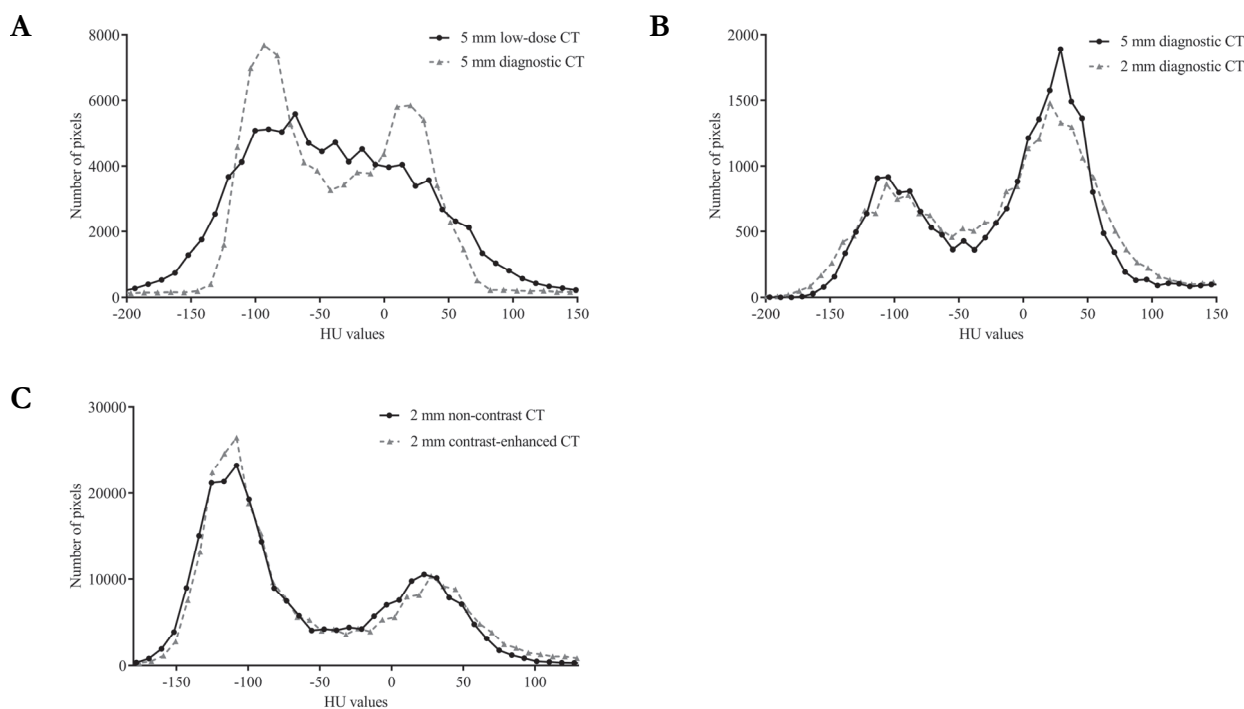 A
8000
6000
4000
2000
0
Number of pixels
-200 -150 -100 -50 0 50 100 150
HU values
5 mm low-dose CT
5 mm diagnostic CT
B
2000
1500
1000
500
0
Number of pixels
-200 -150 -100 -50 0 50 100 150
HU values
5 mm diagnostic CT
2 mm diagnostic CT
C
30000
20000
10000
0
Number of pixels
-150 -100 -50 0 50 100
HU values
2 mm non-contrast CT
2 mm contrast-enhanced CT